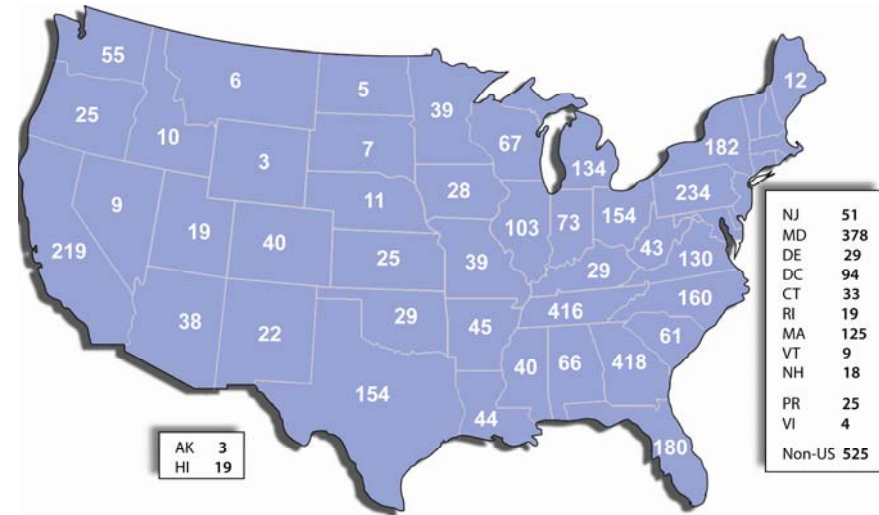 55
6
5
39
12
25
10
3
7
67
134
182
9
19
40
11
28
103
73
154
234
219
25
39
29
43
130
38
22
29
45
416
160
154
44
40
66
418
61
180
AK 3
HI 19
NJ 51
MD 378
DE 29
DC 94
CT 33
RI 19
MA 125
VT 9
NH 18
PR 25
VI 4
Non-US 525